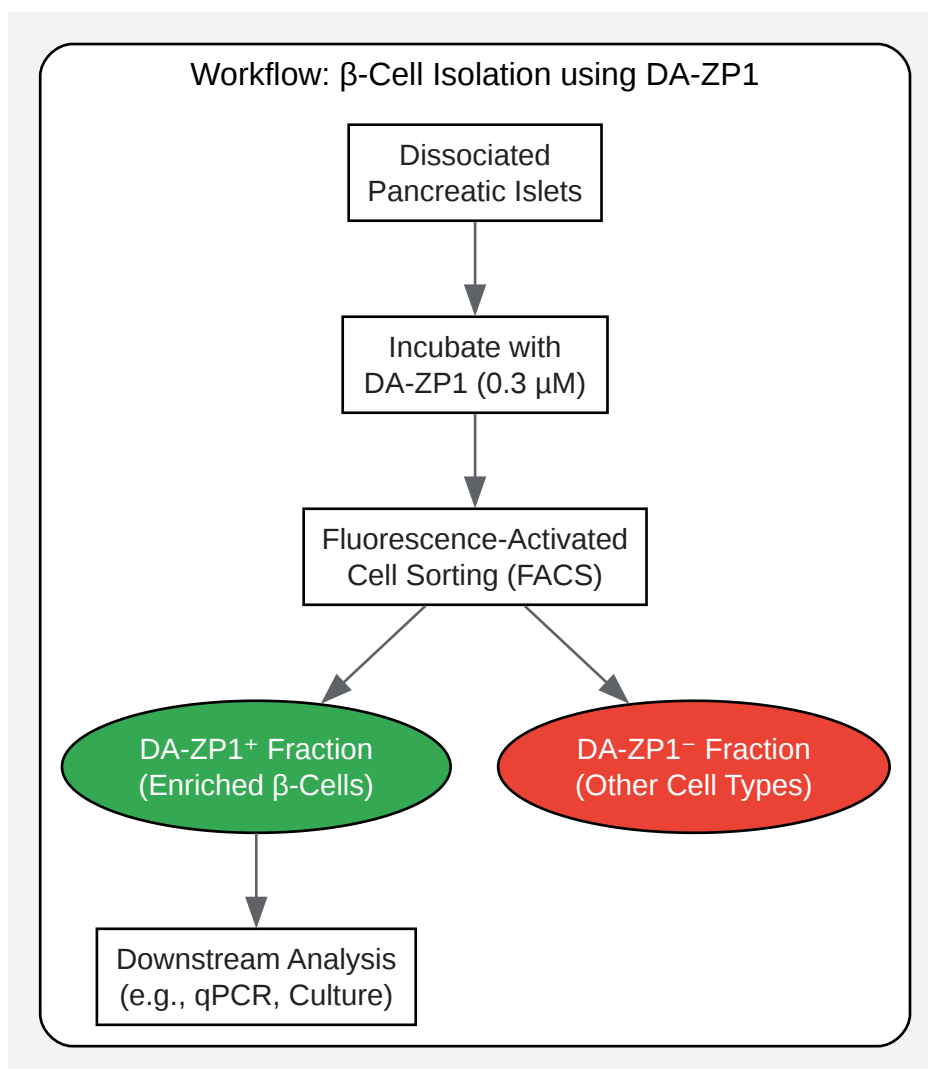 Workflow: β-Cell Isolation using DA-ZP1
Dissociated
Pancreatic Islets
Incubate with
DA-ZP1 (0.3 µM)
Fluorescence-Activated
Cell Sorting (FACS)
DA-ZP1⁺ Fraction
(Enriched β-Cells)
DA-ZP1⁻ Fraction
(Other Cell Types)
Downstream Analysis
(e.g., qPCR, Culture)